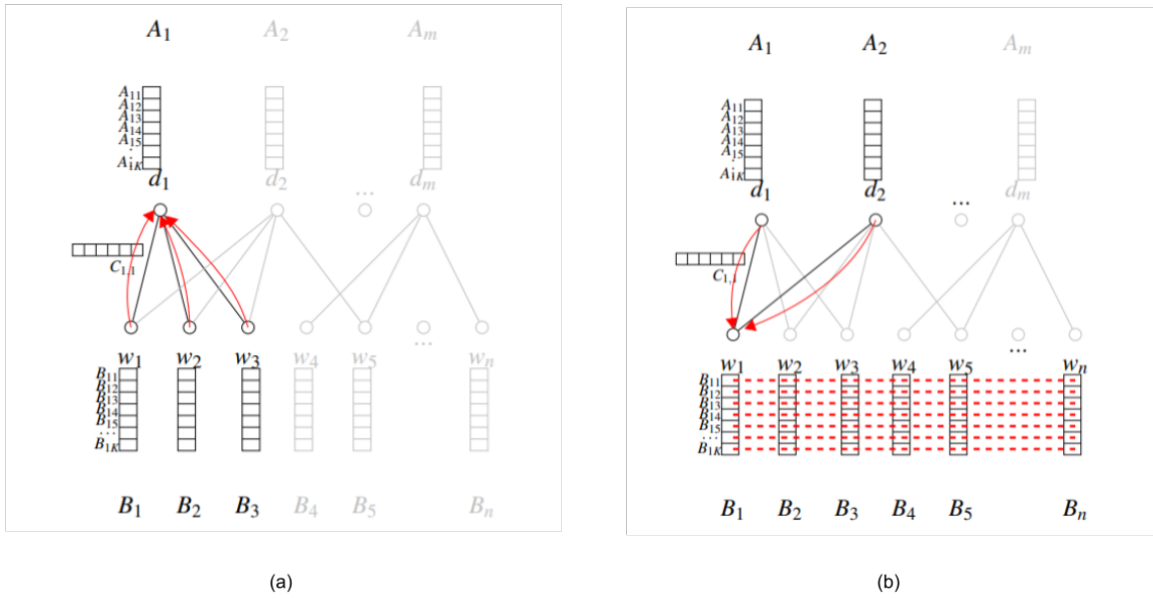 A₁ A₂ Aₘ
A₁₁
A₁₂
A₁₃
A₁₄
A₁₅
.
A₁K
d₁ d₂ ... dₘ
C₁,₁
...
w₁ w₂ w₃ w₄ w₅ wₙ
B₁₁
B₁₂
B₁₃
B₁₄
B₁₅
...
B₁K
B₁ B₂ B₃ B₄ B₅ Bₙ
(a)
A₁ A₂ Aₘ
A₁₁
A₁₂
A₁₃
A₁₄
A₁₅
.
A₁K
d₁ d₂ ... dₘ
C₁,₁
...
w₁ w₂ w₃ w₄ w₅ wₙ
B₁₁
B₁₂
B₁₃
B₁₄
B₁₅
...
B₁K
B₁ B₂ B₃ B₄ B₅ Bₙ
(b)